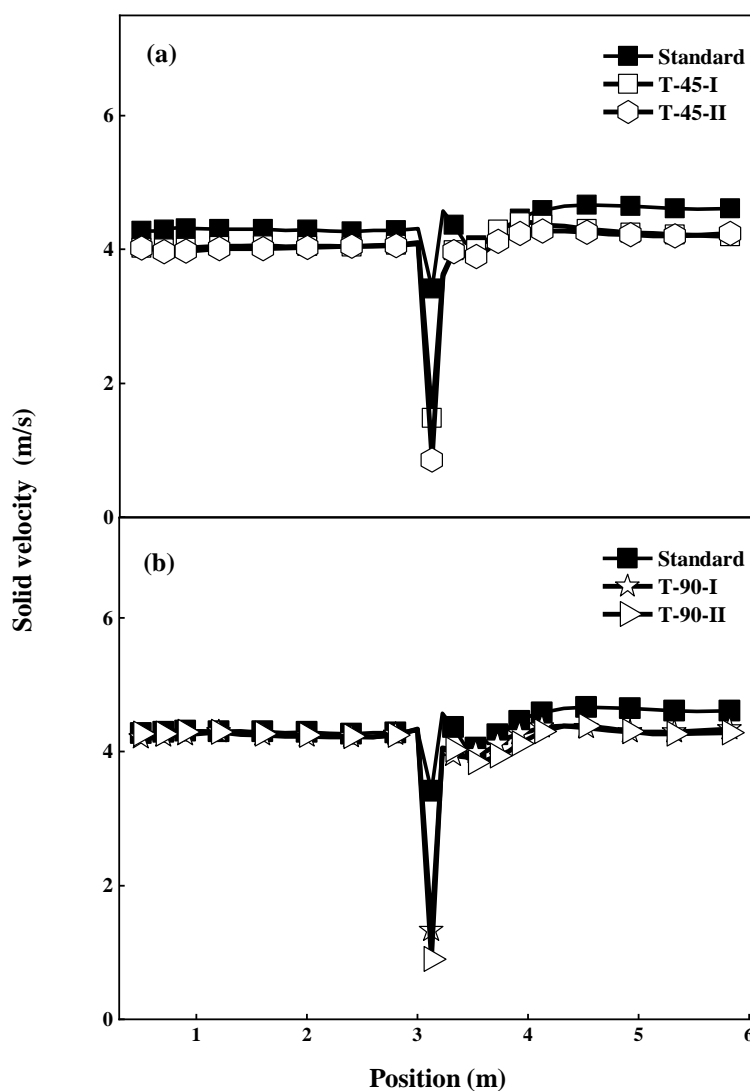 (a)
Standard
T-45-I
T-45-II
6
4
2
0
(b)
Standard
T-90-I
T-90-II
6
4
2
0
1
2
3
4
5
6
Solid velocity (m/s)
Position (m)